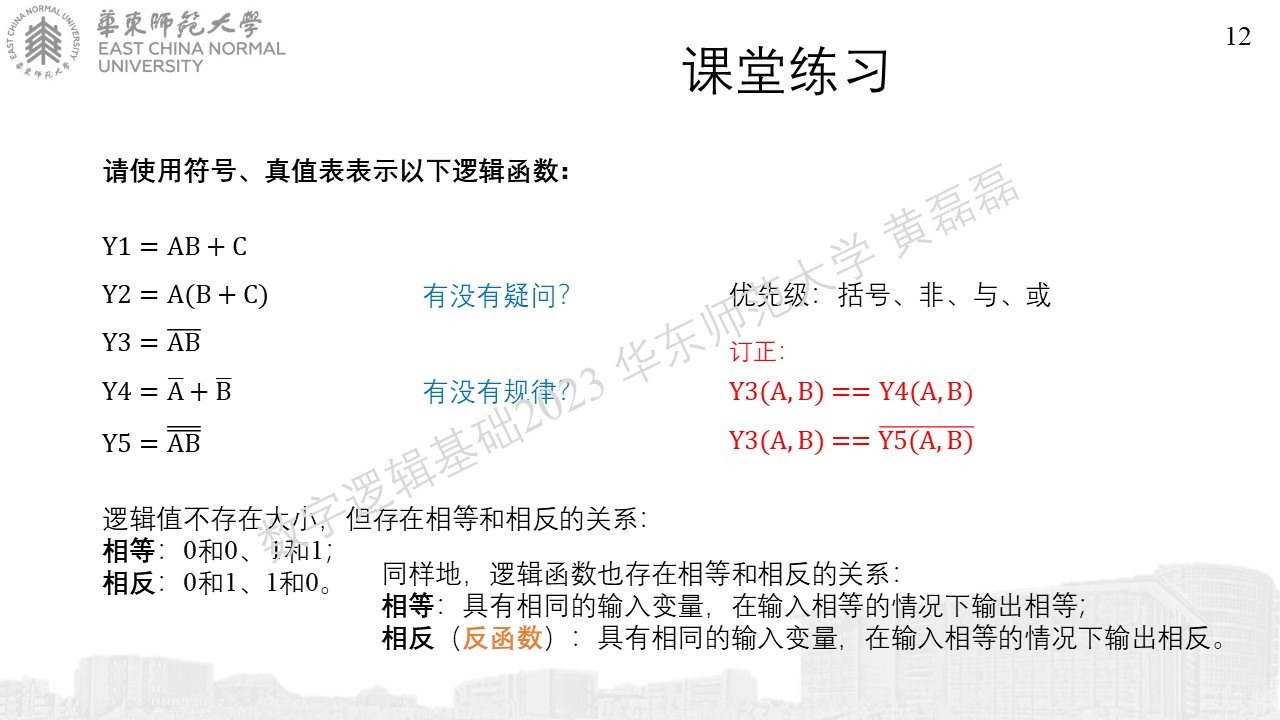 華東師範大學
EAST CHINA NORMAL
UNIVERSITY
12
课堂练习
请使用符号、真值表表示以下逻辑函数：
Y1 = AB + C
Y2 = A(B + C)
有没有疑问？
优先级：括号、非、与、或
Y3 = A̅B̅
订正：
Y4 = A̅ + B̅
有没有规律？
Y3(A, B) == Y4(A, B)
Y5 = A̿B̿
Y3(A, B) == Y̅5̅(̅A̅,̅ ̅B̅)̅
逻辑值不存在大小，但存在相等和相反的关系：
相等：0和0、1和1；
相反：0和1、1和0。
同样地，逻辑函数也存在相等和相反的关系：
相等：具有相同的输入变量，在输入相等的情况下输出相等；
相反（反函数）：具有相同的输入变量，在输入相等的情况下输出相反。
数字逻辑基础2023 华东师范大学 黄磊磊